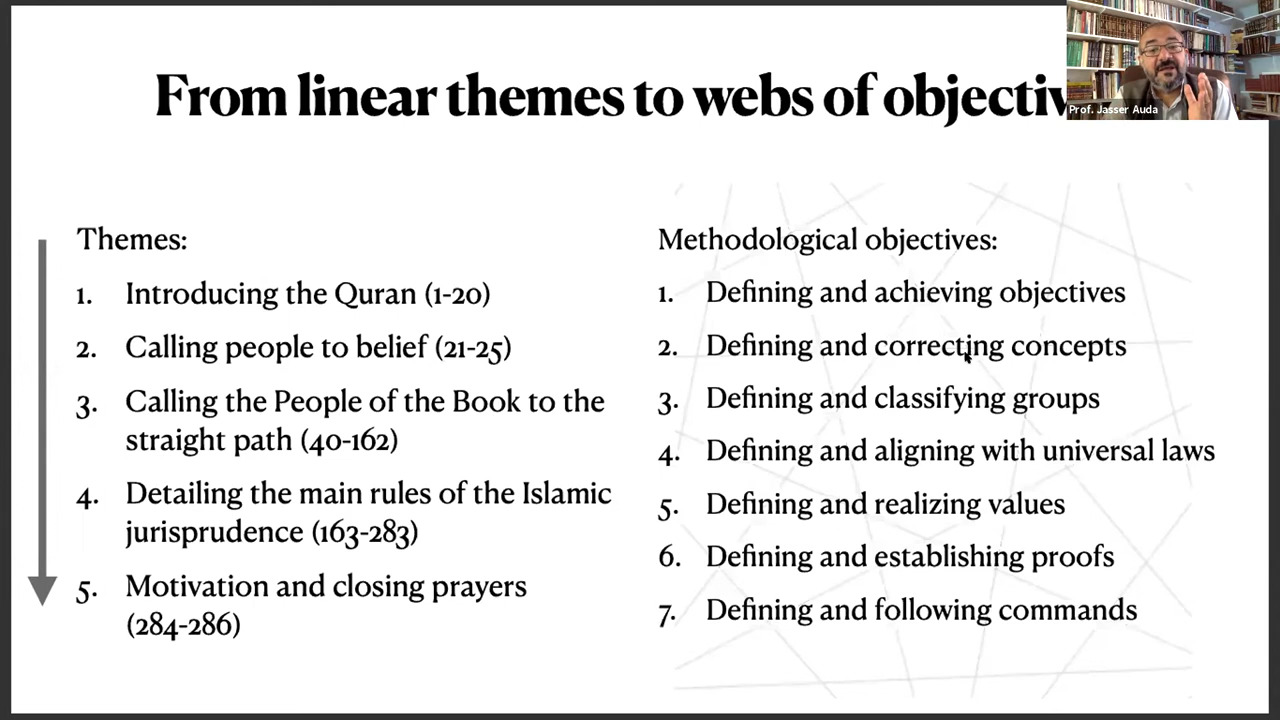 From linear themes to webs of objectiv
Prof. Jasser Auda
Themes:
1. Introducing the Quran (1-20)
2. Calling people to belief (21-25)
3. Calling the People of the Book to the
straight path (40-162)
4. Detailing the main rules of the Islamic
jurisprudence (163-283)
5. Motivation and closing prayers
(284-286)
Methodological objectives:
1. Defining and achieving objectives
2. Defining and correcting concepts
3. Defining and classifying groups
4. Defining and aligning with universal laws
5. Defining and realizing values
6. Defining and establishing proofs
7. Defining and following commands